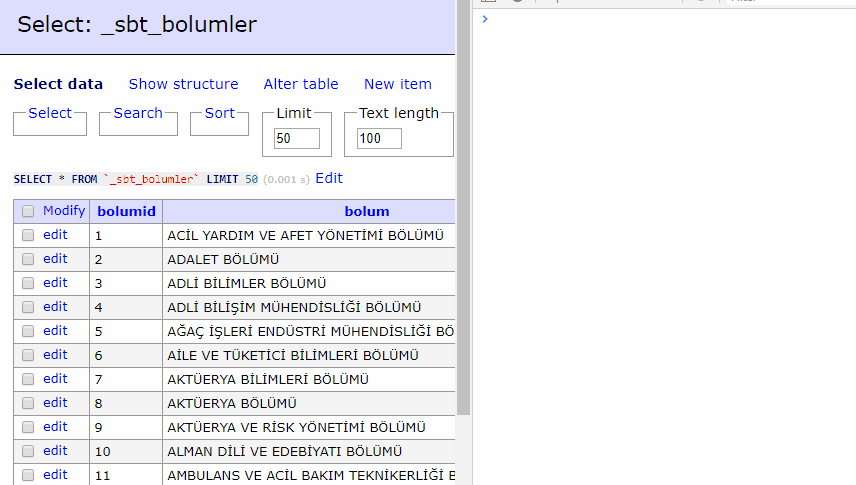 Select: _sbt_bolumler
Select data Show structure Alter table New item
Select Search Sort Limit Text length
50 100
SELECT * FROM `_sbt_bolumler` LIMIT 50 (0.001 s) Edit
Modify bolumid bolum
edit 1 ACİL YARDIM VE AFET YÖNETİMİ BÖLÜMÜ
edit 2 ADALET BÖLÜMÜ
edit 3 ADLİ BİLİMLER BÖLÜMÜ
edit 4 ADLİ BİLİŞİM MÜHENDİSLİĞİ BÖLÜMÜ
edit 5 AĞAÇ İŞLERİ ENDÜSTRİ MÜHENDİSLİĞİ BÖ
edit 6 AİLE VE TÜKETİCİ BİLİMLERİ BÖLÜMÜ
edit 7 AKTÜERYA BİLİMLERİ BÖLÜMÜ
edit 8 AKTÜERYA BÖLÜMÜ
edit 9 AKTÜERYA VE RİSK YÖNETİMİ BÖLÜMÜ
edit 10 ALMAN DİLİ VE EDEBİYATI BÖLÜMÜ
edit 11 AMBULANS VE ACİL BAKIM TEKNİKERLİĞİ B